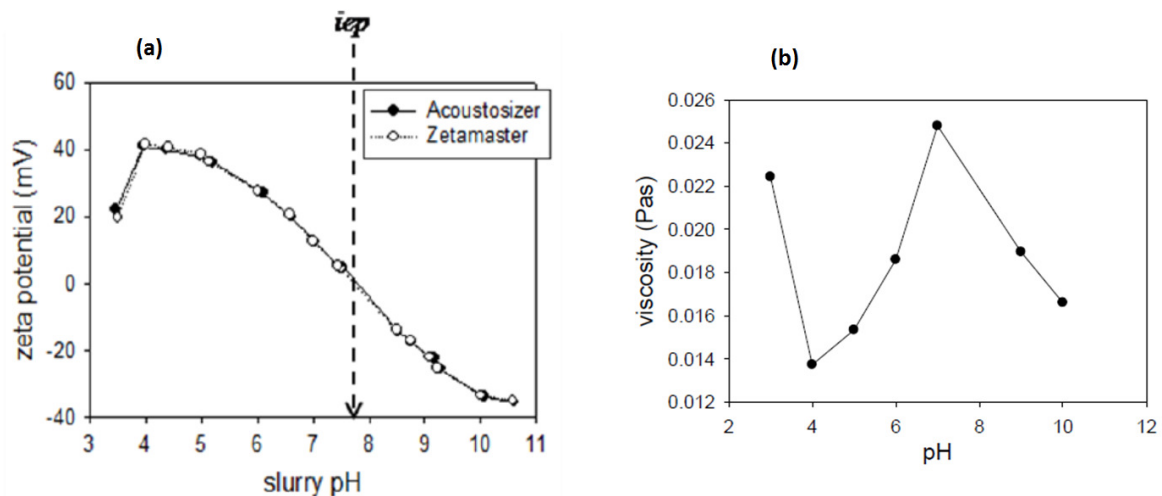 iep
(a)
60
40
20
0
-20
-40
zeta potential (mV)
Acoustosizer
Zetamaster
3 4 5 6 7 8 9 10 11
slurry pH
(b)
0.026
0.024
0.022
0.020
0.018
0.016
0.014
0.012
viscosity (Pas)
2 4 6 8 10 12
pH